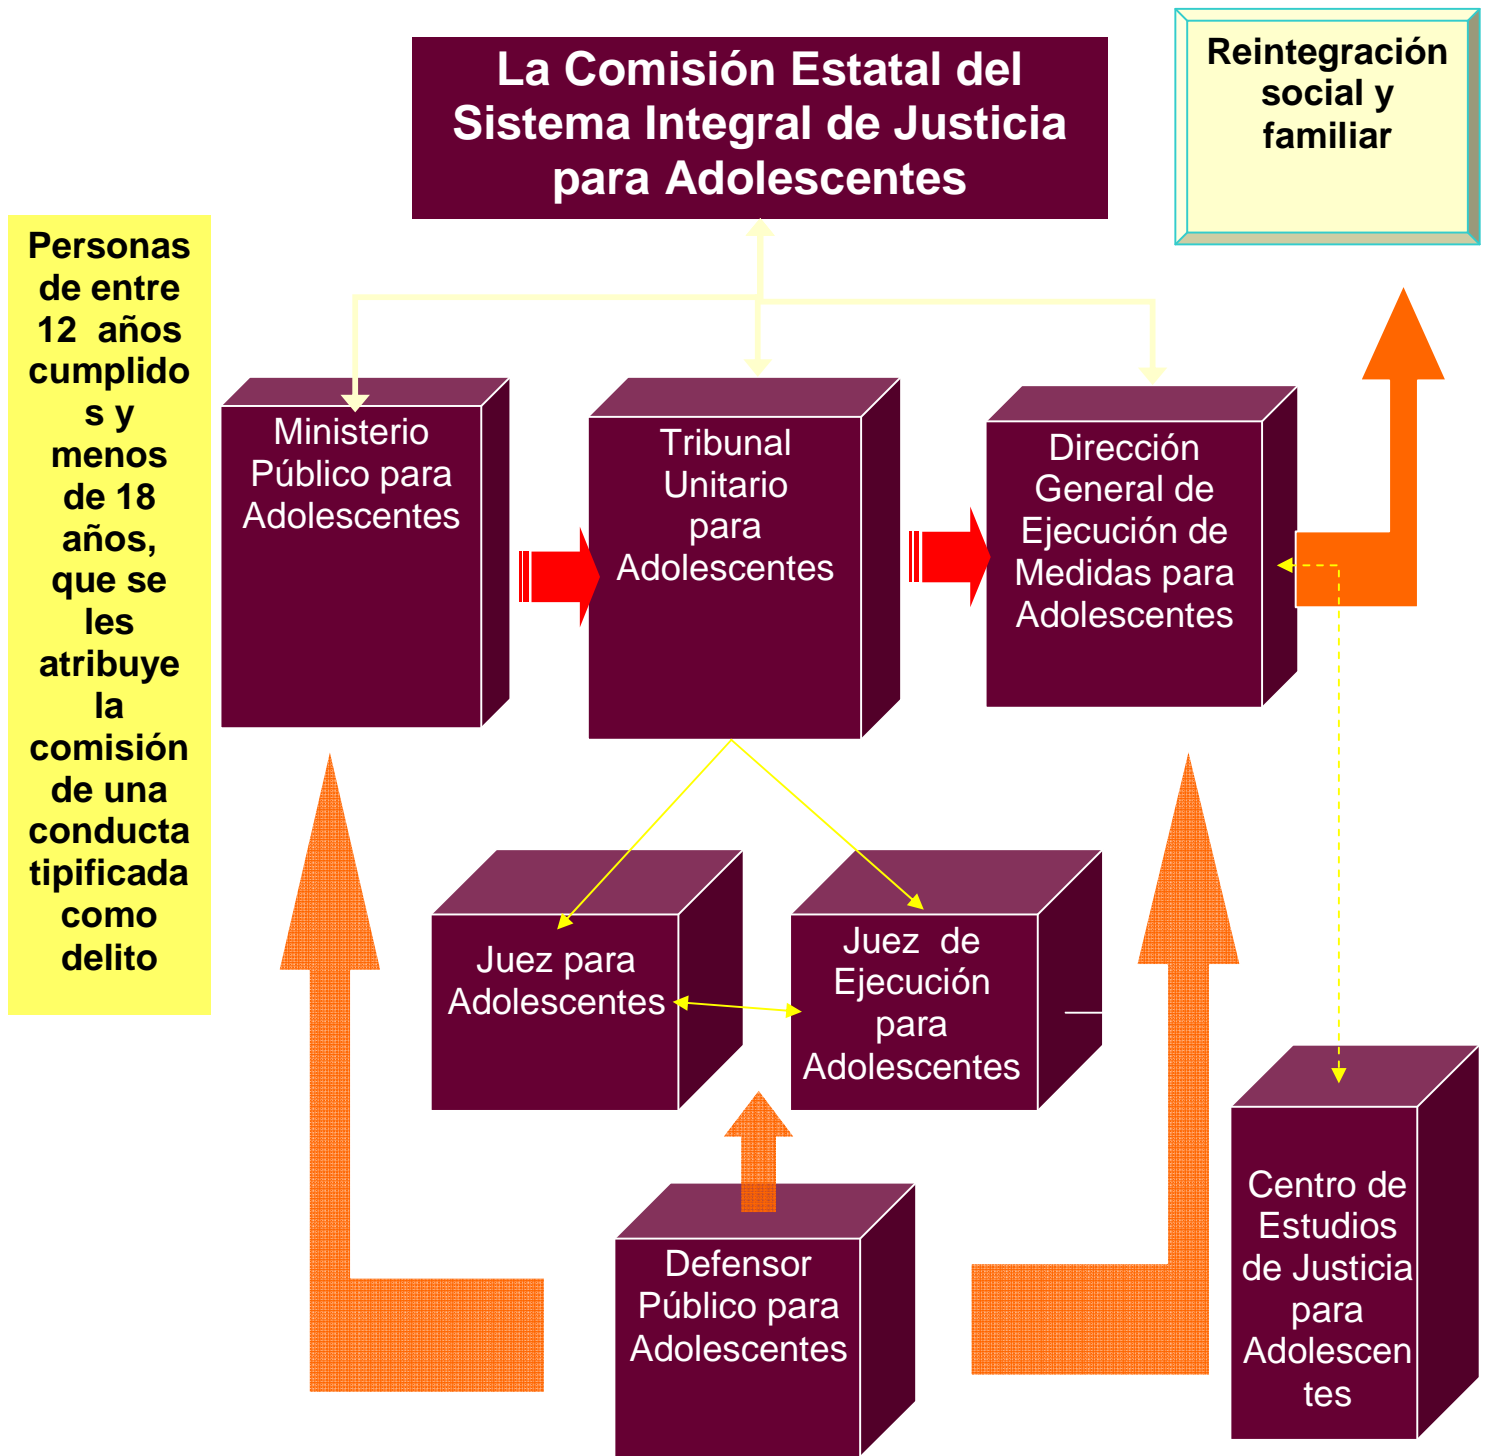 La Comisión Estatal del
Sistema Integral de Justicia
para Adolescentes
Reintegración
social y
familiar
Personas
de entre
12 años
cumplido
s y
menos
de 18
años,
que se
les
atribuye
la
comisión
de una
conducta
tipificada
como
delito
Ministerio
Público para
Adolescentes
Tribunal
Unitario
para
Adolescentes
Dirección
General de
Ejecución de
Medidas para
Adolescentes
Juez para
Adolescentes
Juez de
Ejecución
para
Adolescentes
Defensor
Público para
Adolescentes
Centro de
Estudios
de Justicia
para
Adolescen
tes